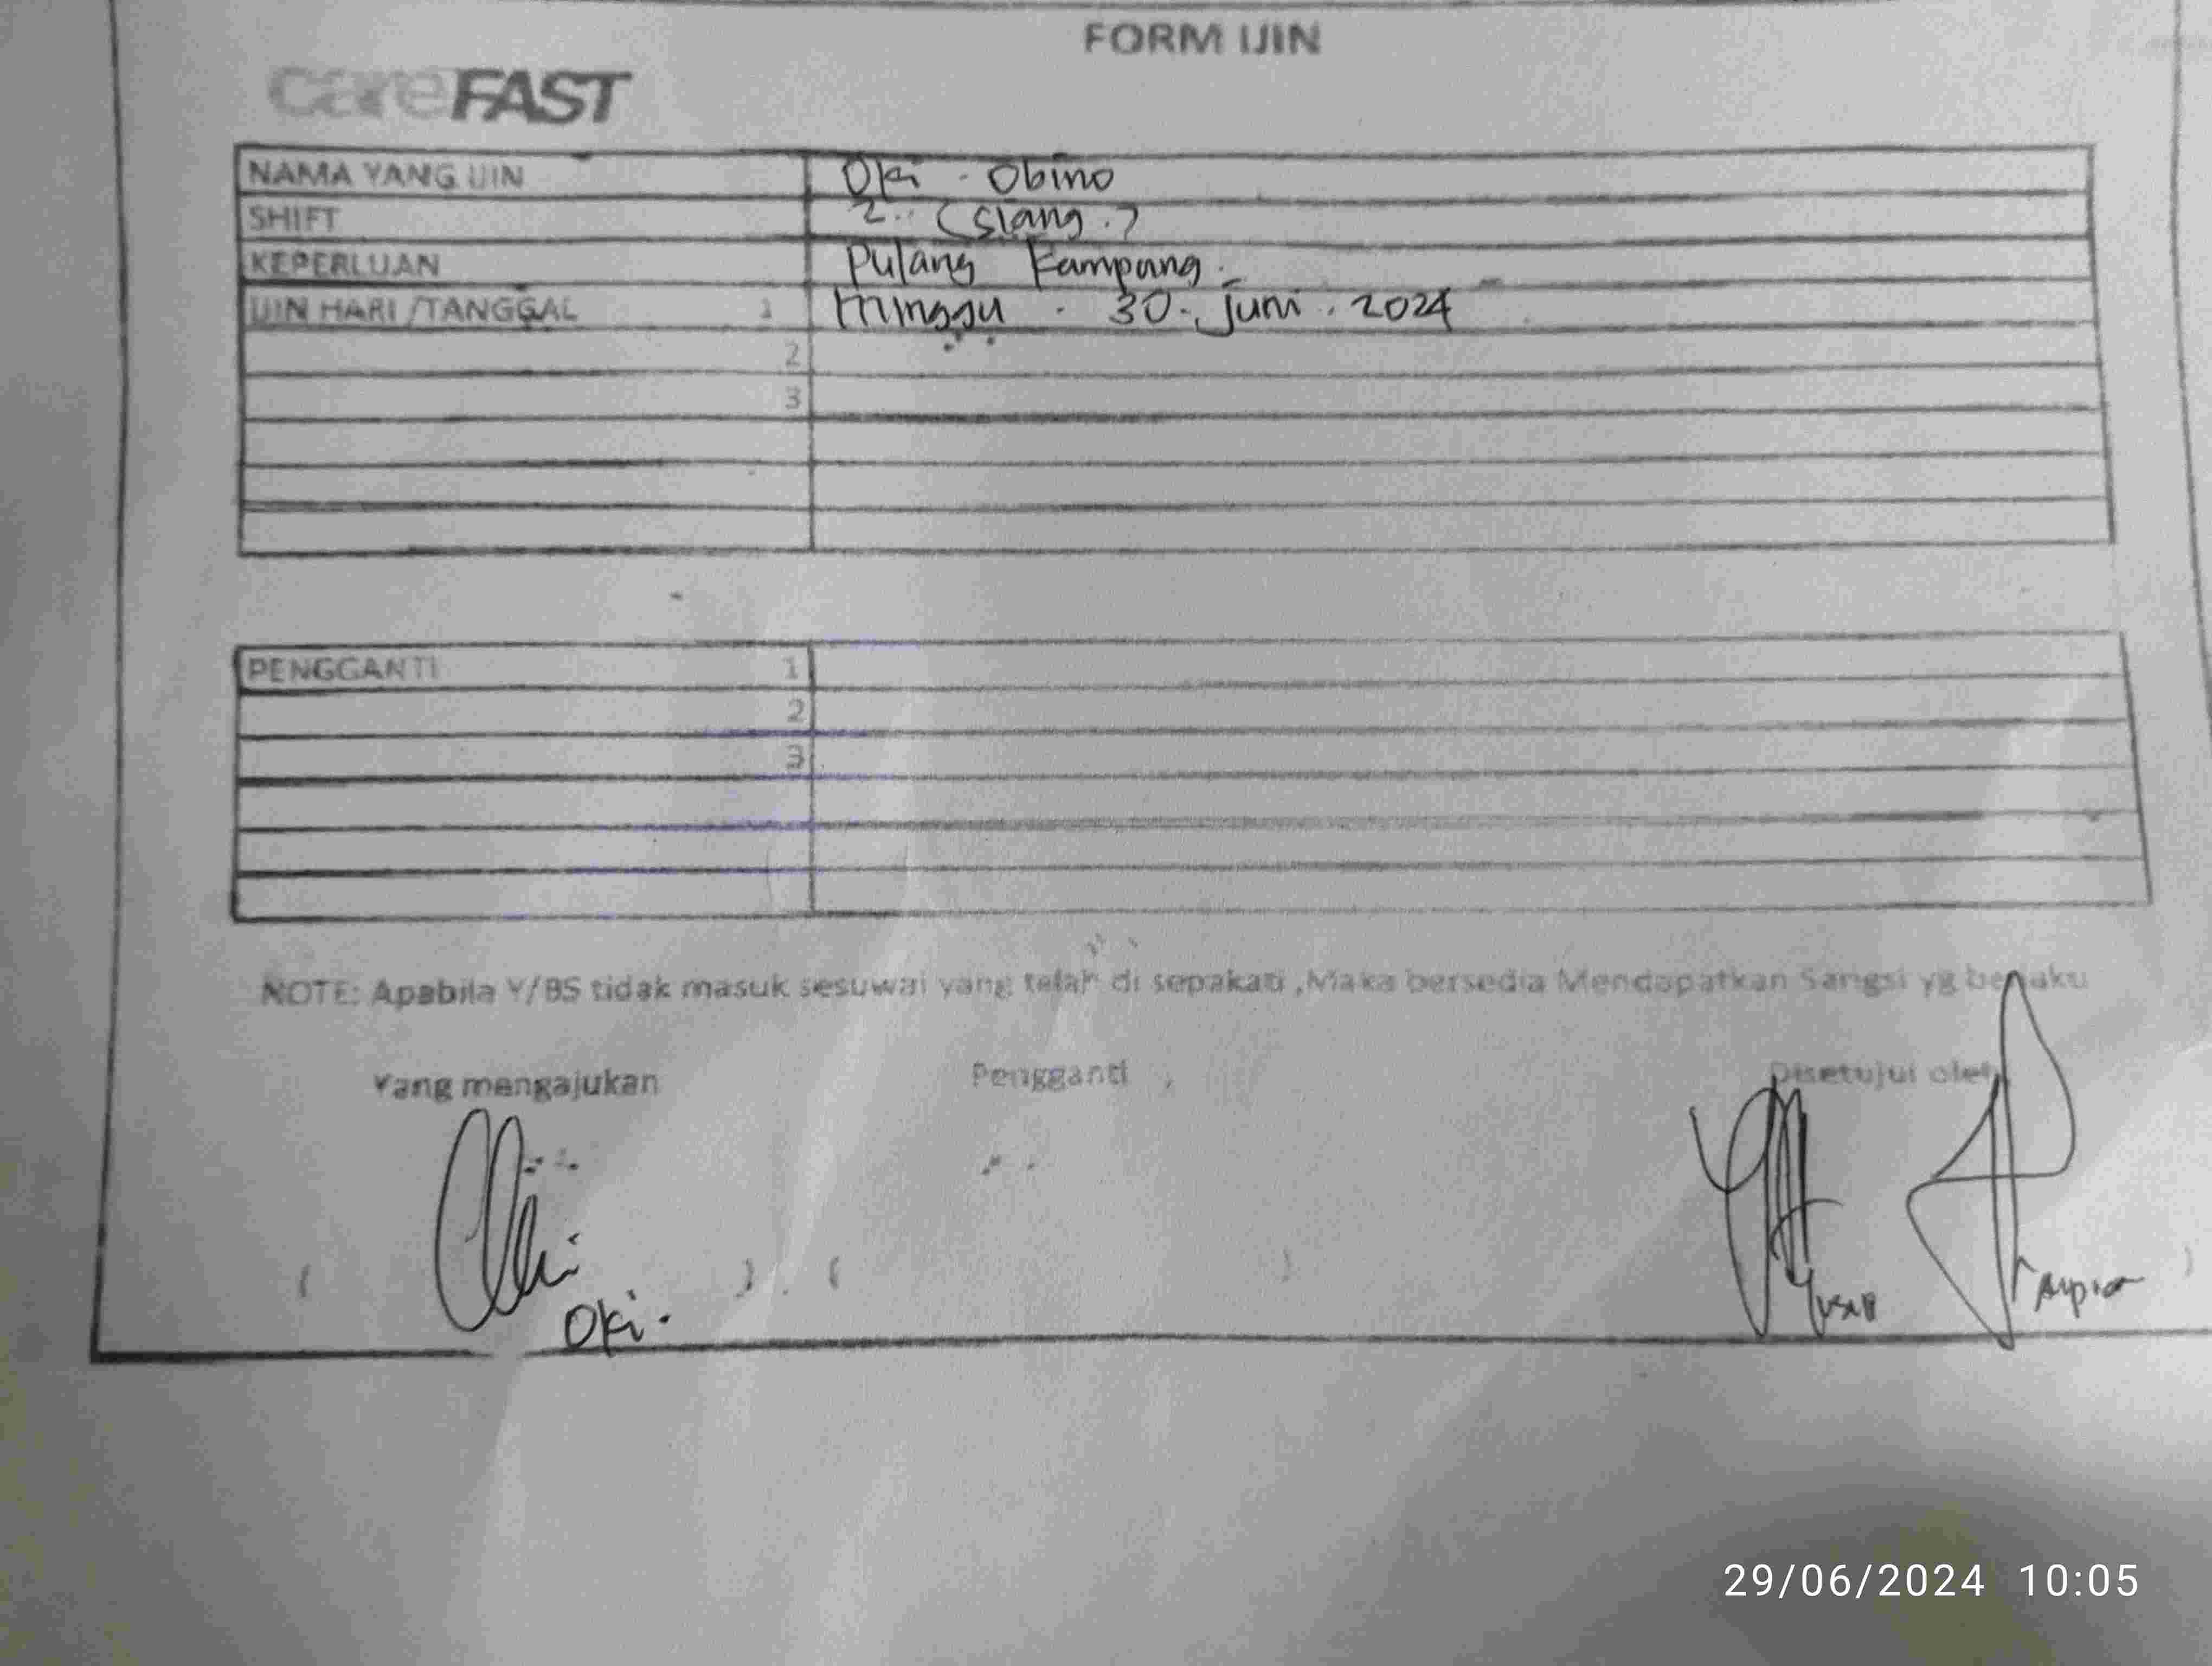 FORM IJIN
careFAST
NAMA YANG IJIN Oki . Obino
SHIFT 2.. (Siang.)
KEPERLUAN Pulang Kampung.
IJIN HARI /TANGGAL 1 Minggu . 30. Juni . 2024
2
3
PENGGANTI 1
2
3
NOTE: Apabila Y/BS tidak masuk sesuwai yang telah di sepakati ,Maka bersedia Mendapatkan Sangsi yg berlaku
Yang mengajukan Pengganti Disetujui oleh
( ) ( ) )
Oki. Yusup
29/06/2024 10:05